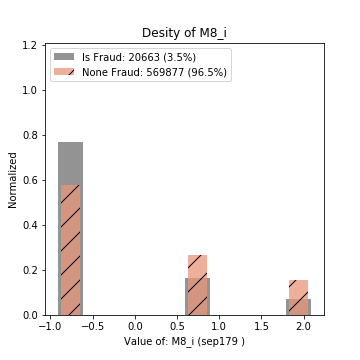 Desity of M8_i
Is Fraud: 20663 (3.5%)
None Fraud: 569877 (96.5%)
1.2
1.0
0.8
0.6
0.4
0.2
0.0
Normalized
−1.0 −0.5 0.0 0.5 1.0 1.5 2.0
Value of: M8_i (sep179 )